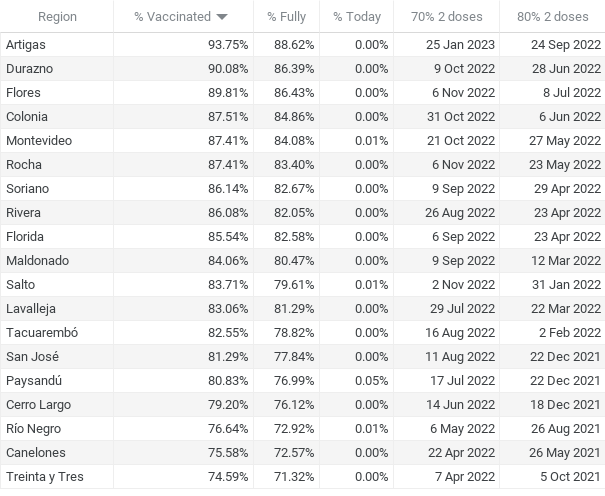 Region % Vaccinated % Fully % Today 70% 2 doses 80% 2 doses
Artigas 93.75% 88.62% 0.00% 25 Jan 2023 24 Sep 2022
Durazno 90.08% 86.39% 0.00% 9 Oct 2022 28 Jun 2022
Flores 89.81% 86.43% 0.00% 6 Nov 2022 8 Jul 2022
Colonia 87.51% 84.86% 0.00% 31 Oct 2022 6 Jun 2022
Montevideo 87.41% 84.08% 0.01% 21 Oct 2022 27 May 2022
Rocha 87.41% 83.40% 0.00% 6 Nov 2022 23 May 2022
Soriano 86.14% 82.67% 0.00% 9 Sep 2022 29 Apr 2022
Rivera 86.08% 82.05% 0.00% 26 Aug 2022 23 Apr 2022
Florida 85.54% 82.58% 0.00% 6 Sep 2022 23 Apr 2022
Maldonado 84.06% 80.47% 0.00% 9 Sep 2022 12 Mar 2022
Salto 83.71% 79.61% 0.01% 2 Nov 2022 31 Jan 2022
Lavalleja 83.06% 81.29% 0.00% 29 Jul 2022 22 Mar 2022
Tacuarembó 82.55% 78.82% 0.00% 16 Aug 2022 2 Feb 2022
San José 81.29% 77.84% 0.00% 11 Aug 2022 22 Dec 2021
Paysandú 80.83% 76.99% 0.05% 17 Jul 2022 22 Dec 2021
Cerro Largo 79.20% 76.12% 0.00% 14 Jun 2022 18 Dec 2021
Río Negro 76.64% 72.92% 0.01% 6 May 2022 26 Aug 2021
Canelones 75.58% 72.57% 0.00% 22 Apr 2022 26 May 2021
Treinta y Tres 74.59% 71.32% 0.00% 7 Apr 2022 5 Oct 2021